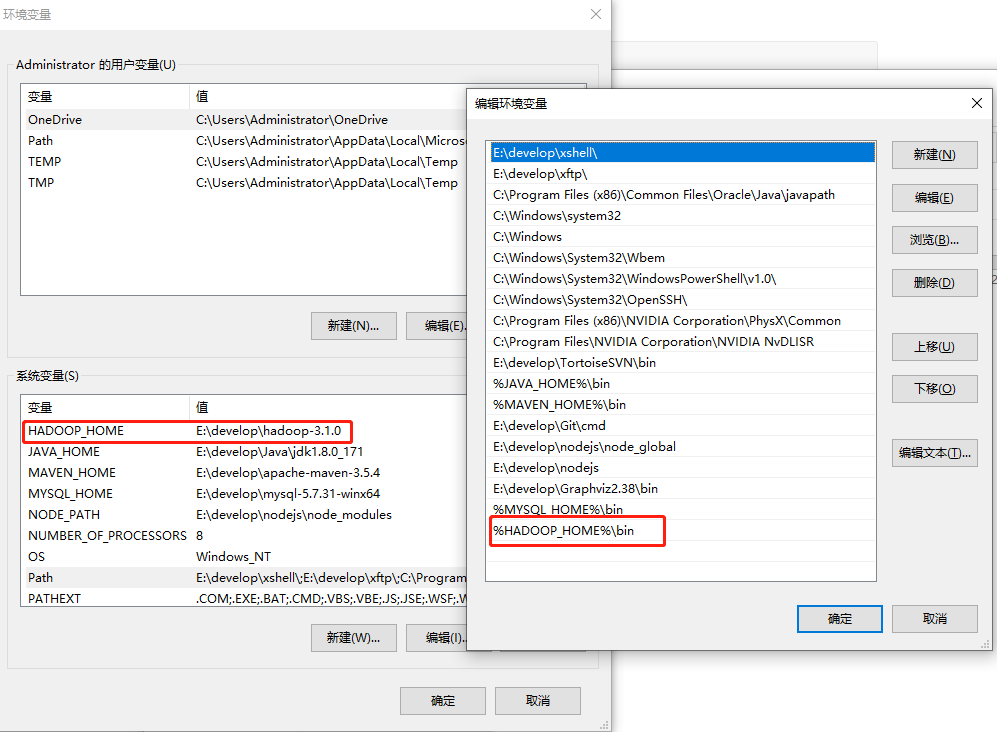 环境变量
Administrator 的用户变量(U)
变量 值
OneDrive C:\Users\Administrator\OneDrive
Path C:\Users\Administrator\AppData\Local\Micros
TEMP C:\Users\Administrator\AppData\Local\Temp
TMP C:\Users\Administrator\AppData\Local\Temp
新建(N)... 编辑(E).
系统变量(S)
变量 值
HADOOP_HOME E:\develop\hadoop-3.1.0
JAVA_HOME E:\develop\Java\jdk1.8.0_171
MAVEN_HOME E:\develop\apache-maven-3.5.4
MYSQL_HOME E:\develop\mysql-5.7.31-winx64
NODE_PATH E:\develop\nodejs\node_modules
NUMBER_OF_PROCESSORS 8
OS Windows_NT
Path E:\develop\xshell\;E:\develop\xftp\;C:\Program
PATHEXT .COM;.EXE;.BAT;.CMD;.VBS;.VBE;.JS;.JSE;.WSF;.W
新建(W)... 编辑(I)..
确定 取消
编辑环境变量
E:\develop\xshell\
E:\develop\xftp\
C:\Program Files (x86)\Common Files\Oracle\Java\javapath
C:\Windows\system32
C:\Windows
C:\Windows\System32\Wbem
C:\Windows\System32\WindowsPowerShell\v1.0\
C:\Windows\System32\OpenSSH\
C:\Program Files (x86)\NVIDIA Corporation\PhysX\Common
C:\Program Files\NVIDIA Corporation\NVIDIA NvDLISR
E:\develop\TortoiseSVN\bin
%JAVA_HOME%\bin
%MAVEN_HOME%\bin
E:\develop\Git\cmd
E:\develop\nodejs\node_global
E:\develop\nodejs
E:\develop\Graphviz2.38\bin
%MYSQL_HOME%\bin
%HADOOP_HOME%\bin
新建(N)
编辑(E)
浏览(B)...
删除(D)
上移(U)
下移(O)
编辑文本(T)...
确定 取消